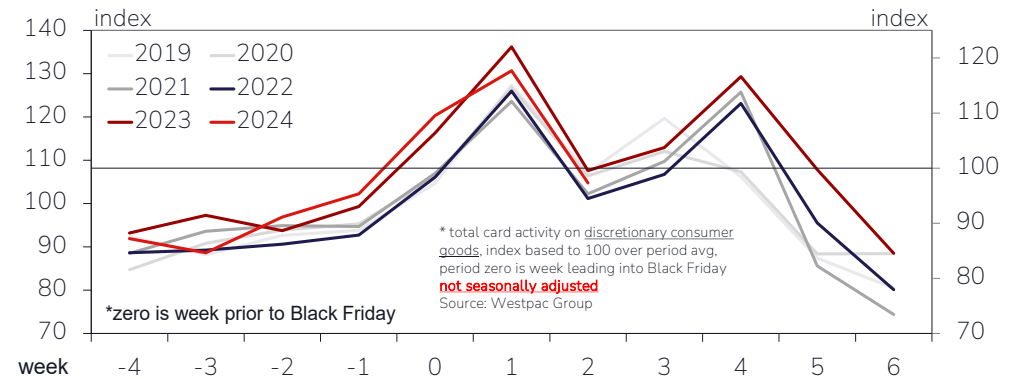 index index
140
130
120
110
100
90
80
70
120
110
100
90
80
70
2019 2020
2021 2022
2023 2024
* total card activity on discretionary consumer
goods, index based to 100 over period avg,
period zero is week leading into Black Friday
not seasonally adjusted
Source: Westpac Group
*zero is week prior to Black Friday
week -4 -3 -2 -1 0 1 2 3 4 5 6